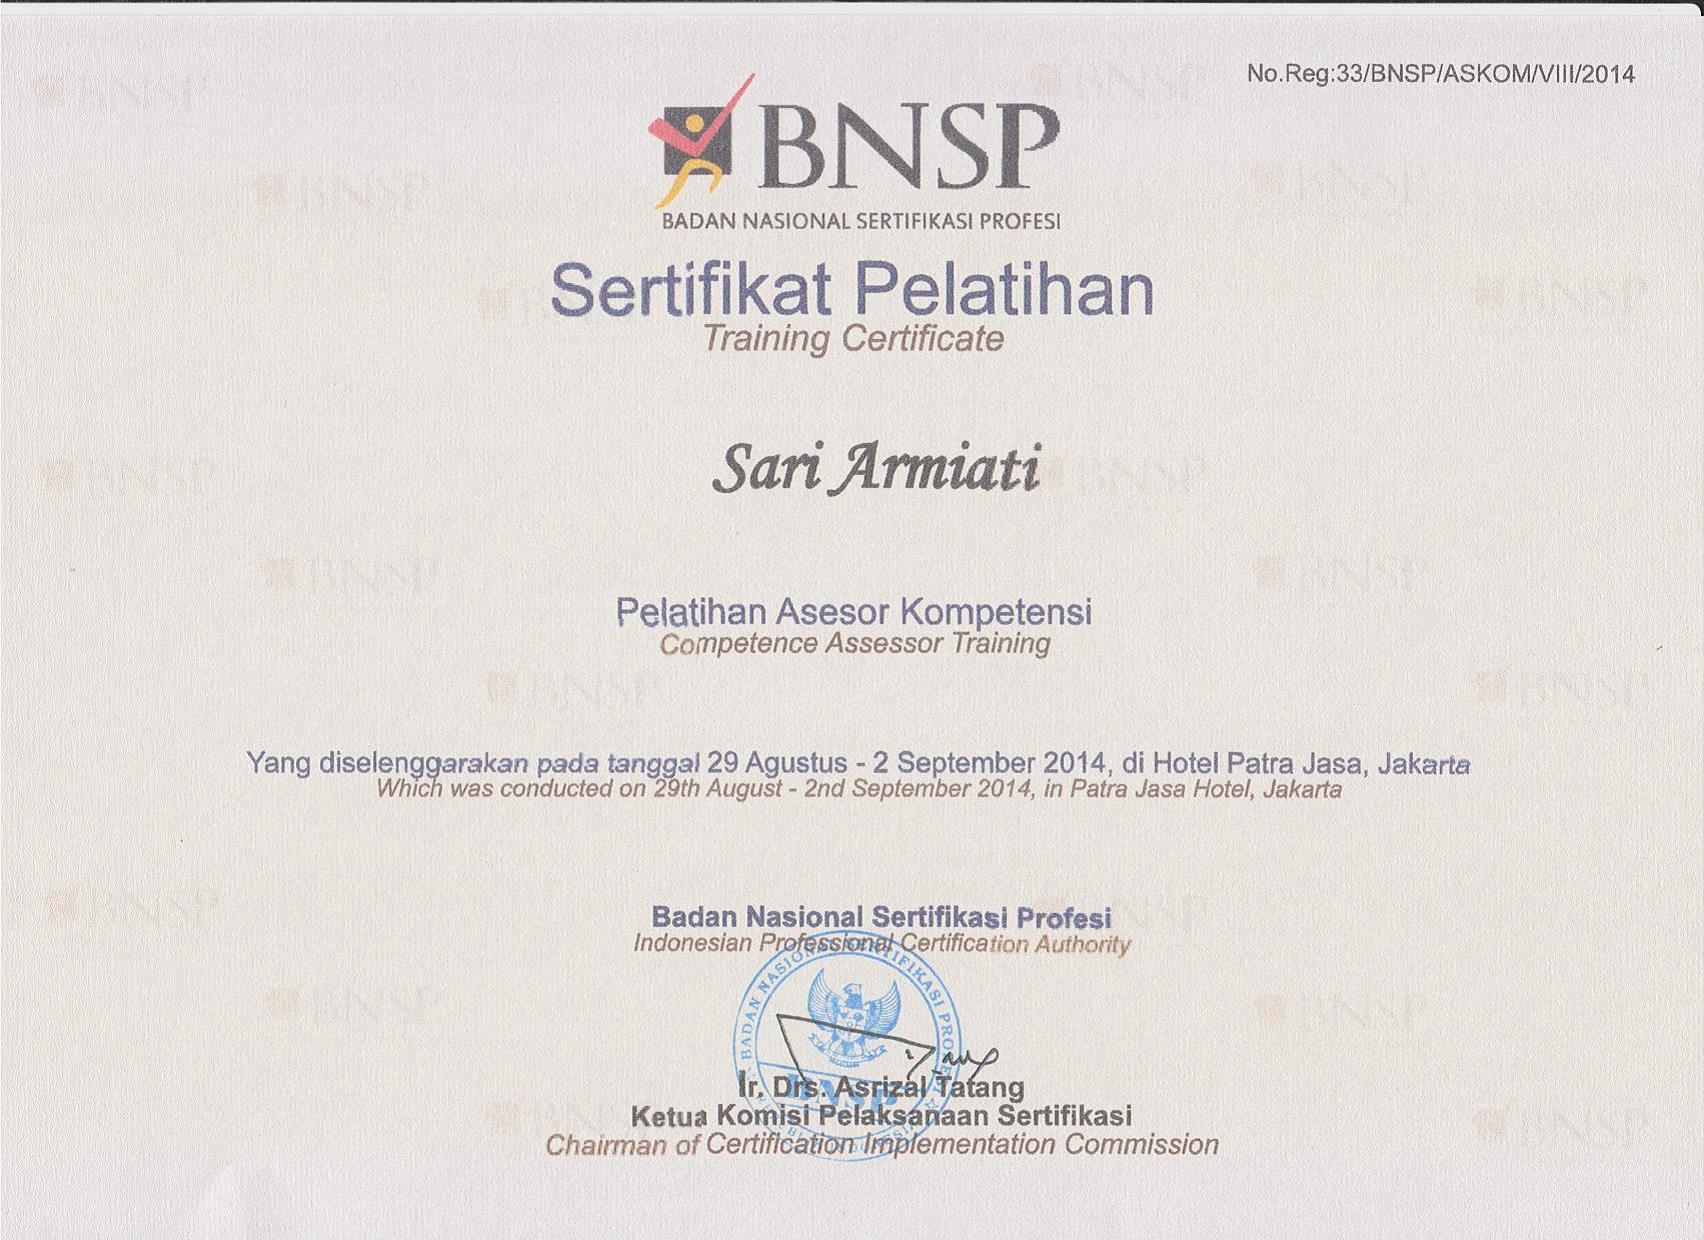 No.Reg:33/BNSP/ASKOM/VIII/2014
BNSP
BADAN NASIONAL SERTIFIKASI PROFESI
Sertifikat Pelatihan
Training Certificate
Sari Armiati
Pelatihan Asesor Kompetensi
Competence Assessor Training
Yang diselenggarakan pada tanggal 29 Agustus - 2 September 2014, di Hotel Patra Jasa, Jakarta
Which was conducted on 29th August - 2nd September 2014, in Patra Jasa Hotel, Jakarta
Badan Nasional Sertifikasi Profesi
Indonesian Professional Certification Authority
BADAN NASIONAL SERTIFIKASI PROFESI
BNSP
Ir. Drs. Asrizal Tatang
Ketua Komisi Pelaksanaan Sertifikasi
Chairman of Certification Implementation Commission